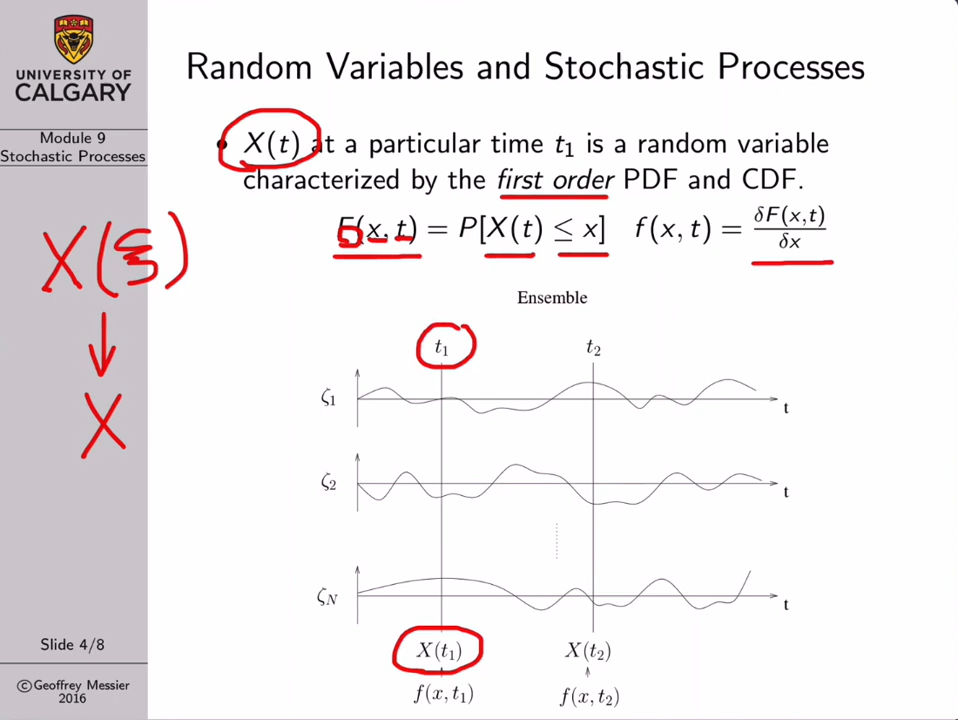 UNIVERSITY OF
CALGARY
Module 9
Stochastic Processes
X(ξ)
↓
X
Slide 4/8
©Geoffrey Messier
2016
Random Variables and Stochastic Processes
• X(t) at a particular time t₁ is a random variable
characterized by the first order PDF and CDF.
F(x, t) = P[X(t) ≤ x] f(x, t) = δF(x,t)/δx
Ensemble
t₁ t₂
ζ₁ t
ζ₂ t
ζ_N t
X(t₁) X(t₂)
f(x, t₁) f(x, t₂)